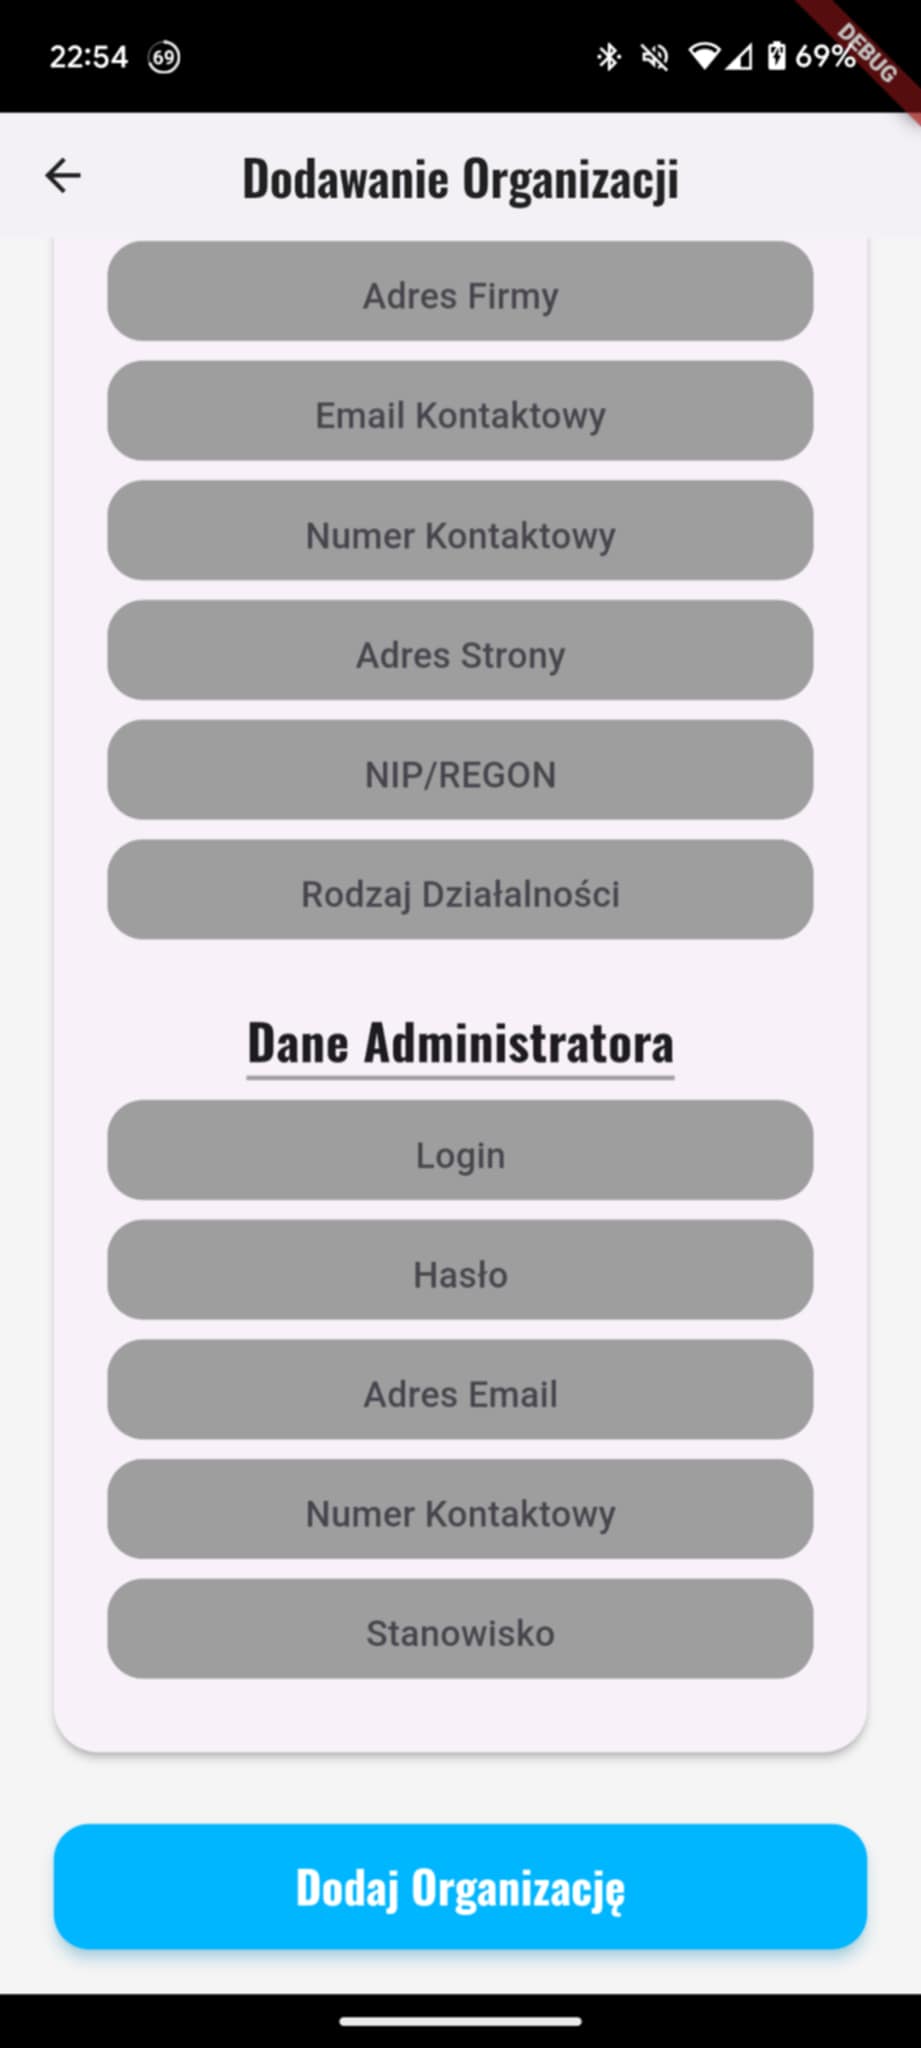 22:54 69 69%
DEBUG
Dodawanie Organizacji
Adres Firmy
Email Kontaktowy
Numer Kontaktowy
Adres Strony
NIP/REGON
Rodzaj Działalności
Dane Administratora
Login
Hasło
Adres Email
Numer Kontaktowy
Stanowisko
Dodaj Organizację